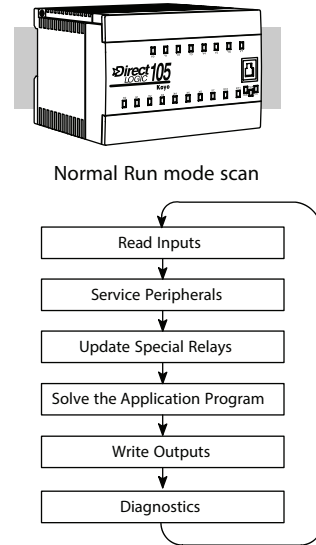 Direct
LOGIC 105
Koyo
Normal Run mode scan
Read Inputs
Service Peripherals
Update Special Relays
Solve the Application Program
Write Outputs
Diagnostics